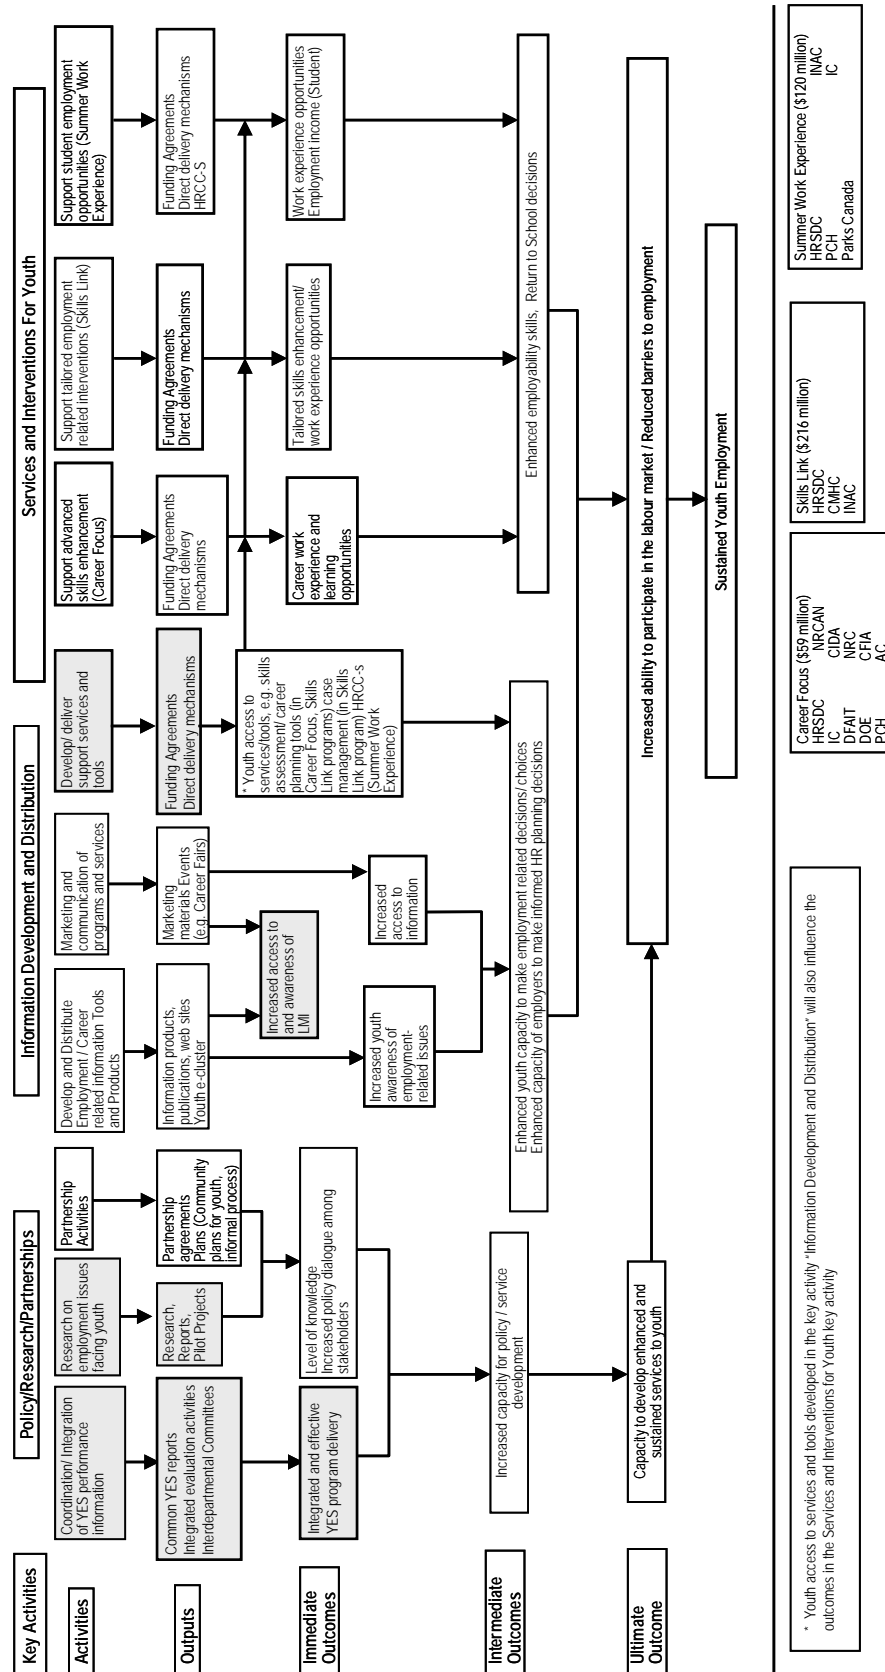 Key Activities
Policy/Research/Partnerships
Information Development and Distribution
Services and Interventions For Youth
Activities
Coordination/ Integration
of YES performance
information
Research on
employment issues
facing youth
Partnership
Activities
Develop and Distribute
Employment / Career
related information Tools
and Products
Marketing and
communication of
programs and services
Develop/ deliver
support services and
tools
Support advanced
skills enhancement
(Career Focus)
Support tailored employment
related interventions (Skills Link)
Support student employment
opportunities (Summer Work
Experience)
Outputs
Common YES reports
Integrated evaluation activities
Interdepartmental Committees
Research,
Reports,
Pilot Projects
Partnership
agreements
Plans (Community
plans for youth,
informal process)
Information products,
publications, web sites
Youth e-cluster
Marketing
materials Events
(e.g. Career Fairs)
Funding Agreements
Direct delivery mechanisms
Funding Agreements
Direct delivery
mechanisms
Funding Agreements
Direct delivery mechanisms
Funding Agreements
Direct delivery mechanisms
HRCC-S
Immediate
Outcomes
Integrated and effective
YES program delivery
Level of knowledge
Increased policy dialogue among
stakeholders
Increased access to
and awareness of
LMI
Increased youth
awareness of
employment-
related issues
Increased
access to
information
* Youth access to
services/tools, e.g. skills
assessment/ career
planning tools (in
Career Focus, Skills
Link programs) case
management (in Skills
Link program) HRCC-s
(Summer Work
Experience)
Career work
experience and
learning
opportunities
Tailored skills enhancement/
work experience opportunities
Work experience opportunities
Employment income (Student)
Intermediate
Outcomes
Increased capacity for policy / service
development
Enhanced youth capacity to make employment related decisions/ choices
Enhanced capacity of employers to make informed HR planning decisions
Enhanced employability skills, Return to School decisions
Ultimate
Outcome
Capacity to develop enhanced and
sustained services to youth
Increased ability to participate in the labour market / Reduced barriers to employment
Sustained Youth Employment
* Youth access to services and tools developed in the key activity "Information Development and Distribution" will also influence the
outcomes in the Services and Interventions for Youth key activity
Career Focus ($59 million)
HRSDC NRCAN
IC CIDA
DFAIT NRC
DOE CFIA
PCH AC
Skills Link ($216 million)
HRSDC
CMHC
INAC
Summer Work Experience ($120 million)
HRSDC INAC
PCH IC
Parks Canada